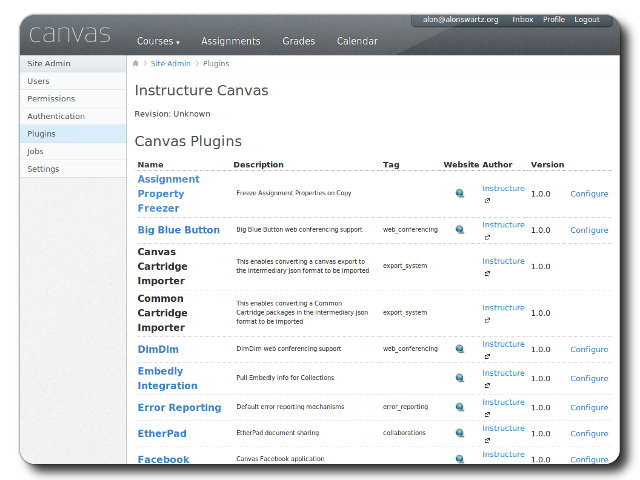 alon@alonswartz.org Inbox Profile Logout
canvas
Courses Assignments Grades Calendar
Site Admin
Users
Permissions
Authentication
Plugins
Jobs
Settings
Site Admin Plugins
Instructure Canvas
Revision: Unknown
Canvas Plugins
Name Description Tag Website Author Version
Assignment Property Freezer Freeze Assignment Properties on Copy Instructure 1.0.0 Configure
Big Blue Button Big Blue Button web conferencing support web_conferencing Instructure 1.0.0 Configure
Canvas Cartridge Importer This enables converting a canvas export to the intermediary json format to be imported export_system Instructure 1.0.0
Common Cartridge Importer This enables converting a Common Cartridge packages in the intermediary json format to be imported export_system Instructure 1.0.0
DimDim DimDim web conferencing support web_conferencing Instructure 1.0.0 Configure
Embedly Integration Pull Embedly info for Collections Instructure 1.0.0 Configure
Error Reporting Default error reporting mechanisms error_reporting Instructure 1.0.0 Configure
EtherPad EtherPad document sharing collaborations Instructure 1.0.0 Configure
Facebook Canvas Facebook application Instructure 1.0.0 Configure